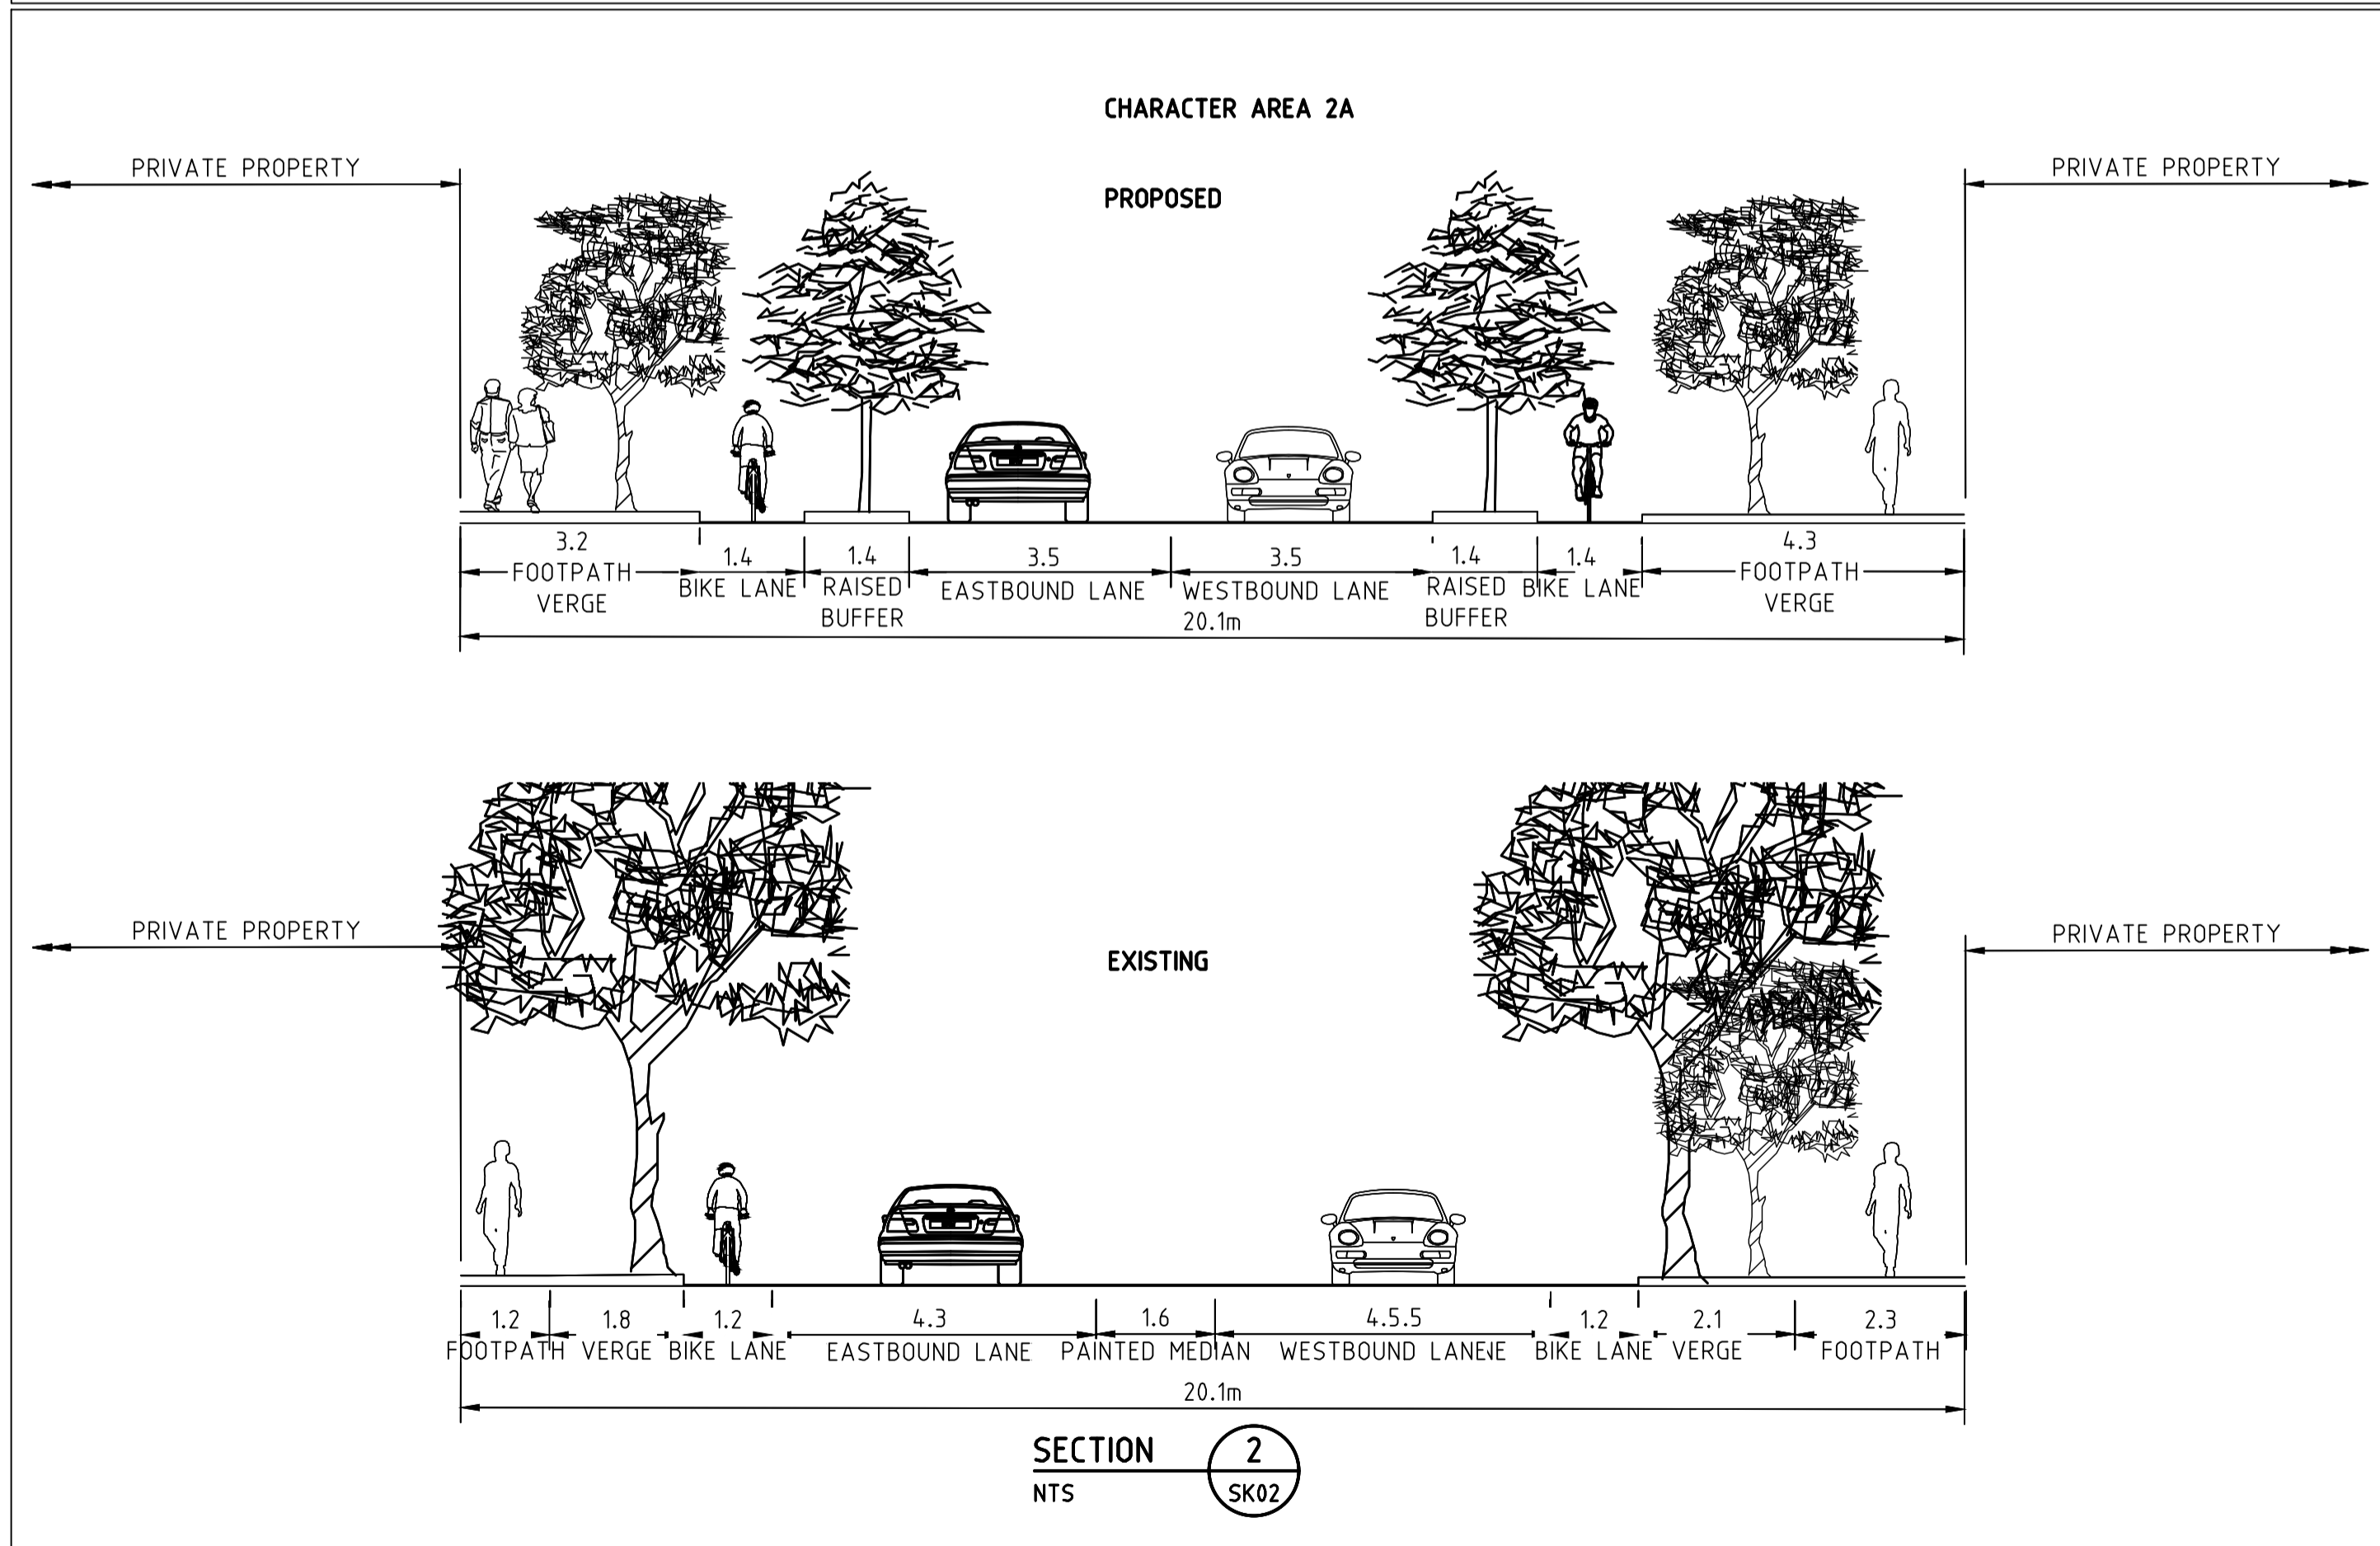 CHARACTER AREA 2A
PRIVATE PROPERTY
PRIVATE PROPERTY
PROPOSED
3.2
FOOTPATH
VERGE
1.4
BIKE LANE
1.4
RAISED
BUFFER
3.5
EASTBOUND LANE
3.5
WESTBOUND LANE
1.4
RAISED
BUFFER
1.4
BIKE LANE
4.3
FOOTPATH
VERGE
20.1m
PRIVATE PROPERTY
EXISTING
PRIVATE PROPERTY
1.2
FOOTPATH
1.8
VERGE
1.2
BIKE LANE
4.3
EASTBOUND LANE
1.6
PAINTED MEDIAN
4.5.5
WESTBOUND LANE
1.2
BIKE LANE
2.1
VERGE
2.3
FOOTPATH
20.1m
SECTION 2
NTS SK02